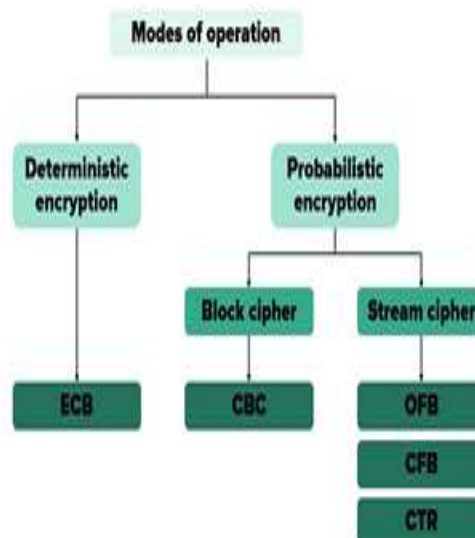 Modes of operation
Deterministic
encryption
Probabilistic
encryption
Block cipher
Stream cipher
ECB
CBC
OFB
CFB
CTR